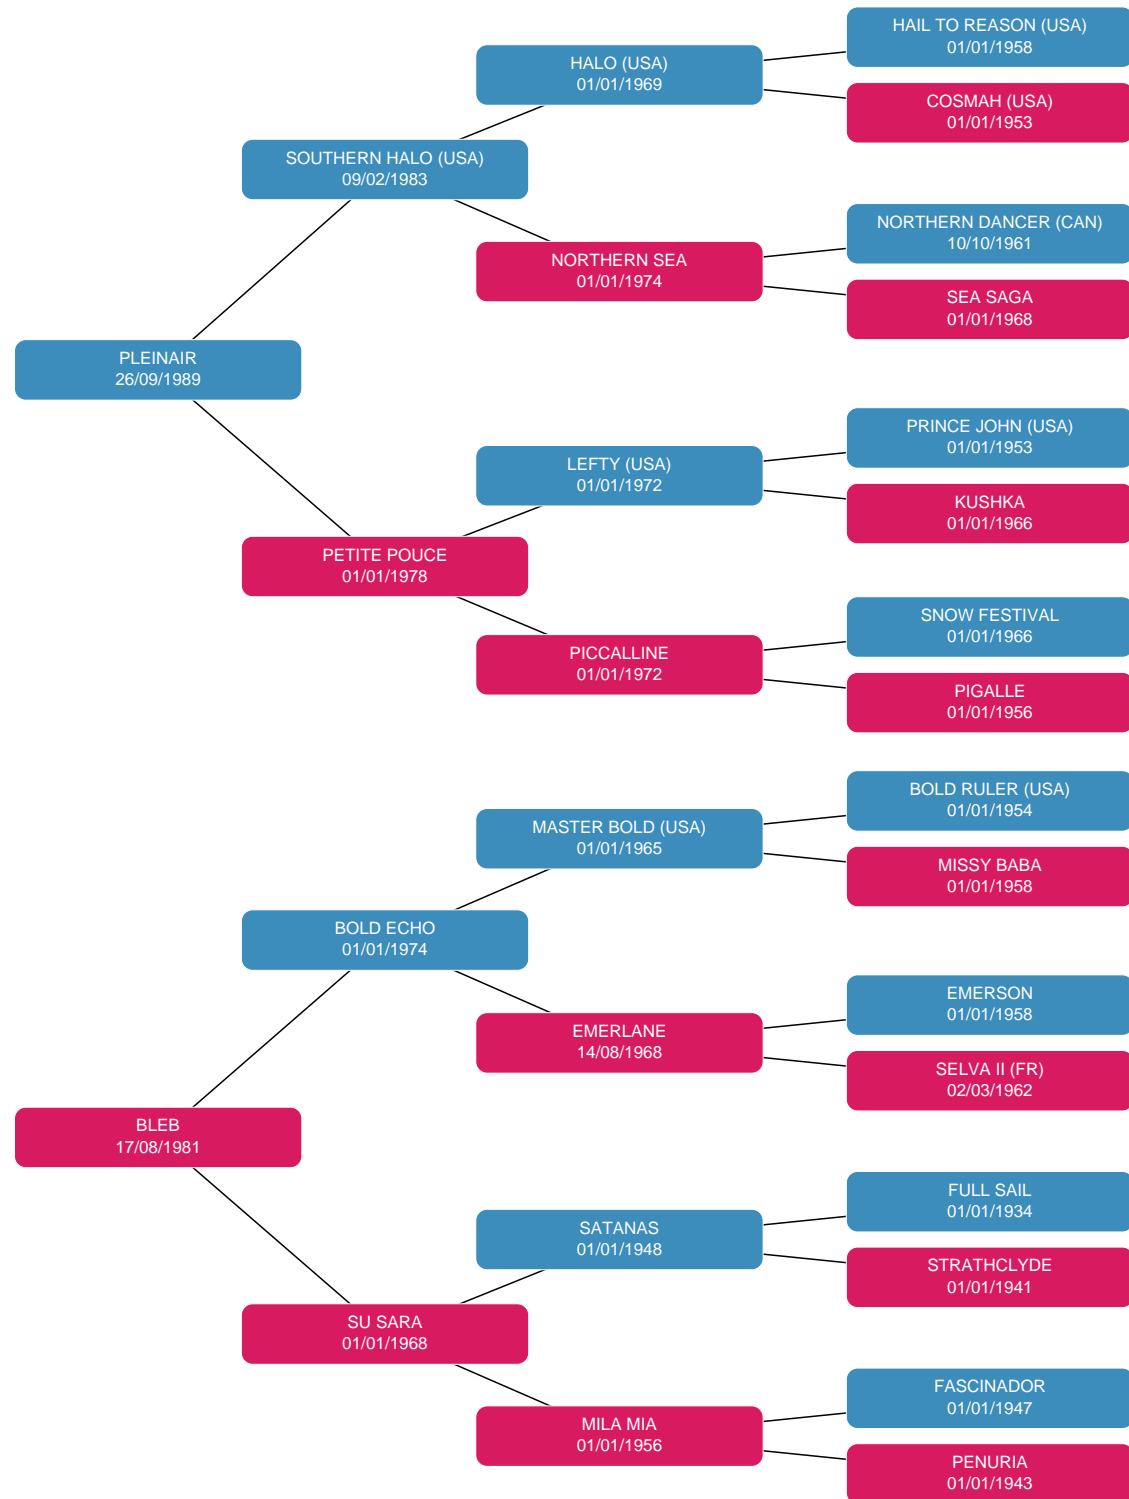 HAIL TO REASON (USA)
01/01/1958
HALO (USA)
01/01/1969
COSMAH (USA)
01/01/1953
SOUTHERN HALO (USA)
09/02/1983
NORTHERN DANCER (CAN)
10/10/1961
NORTHERN SEA
01/01/1974
SEA SAGA
01/01/1968
PLEINAIR
26/09/1989
PRINCE JOHN (USA)
01/01/1953
LEFTY (USA)
01/01/1972
KUSHKA
01/01/1966
PETITE POUCE
01/01/1978
SNOW FESTIVAL
01/01/1966
PICCALLINE
01/01/1972
PIGALLE
01/01/1956
BOLD RULER (USA)
01/01/1954
MASTER BOLD (USA)
01/01/1965
MISSY BABA
01/01/1958
BOLD ECHO
01/01/1974
EMERSON
01/01/1958
EMERLANE
14/08/1968
SELVA II (FR)
02/03/1962
BLEB
17/08/1981
FULL SAIL
01/01/1934
SATANAS
01/01/1948
STRATHCLYDE
01/01/1941
SU SARA
01/01/1968
FASCINADOR
01/01/1947
MILA MIA
01/01/1956
PENURIA
01/01/1943